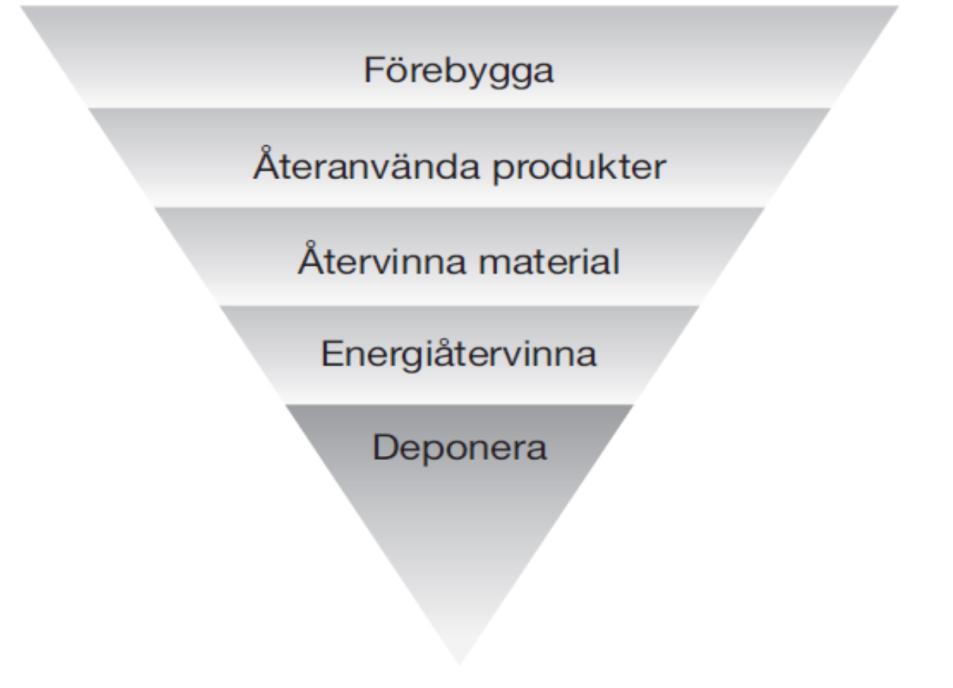 Förebygga
Återanvända produkter
Återvinna material
Energiåtervinna
Deponera